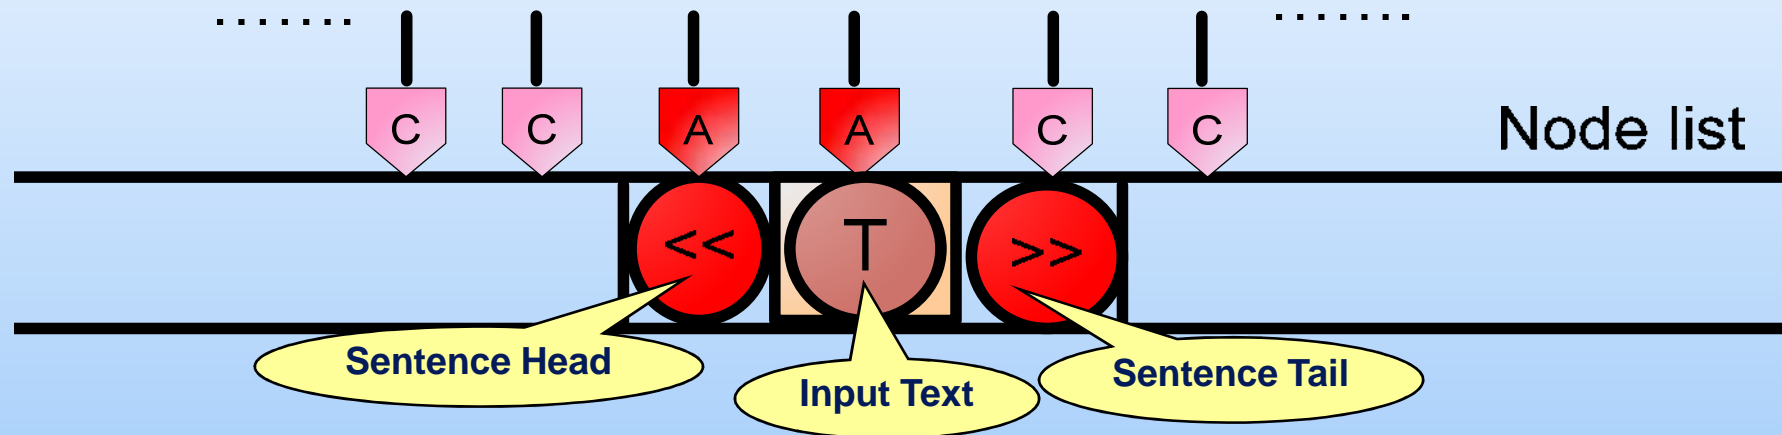 ....... .......
C C A A C C
Node list
<< T >>
Sentence Head
Input Text
Sentence Tail